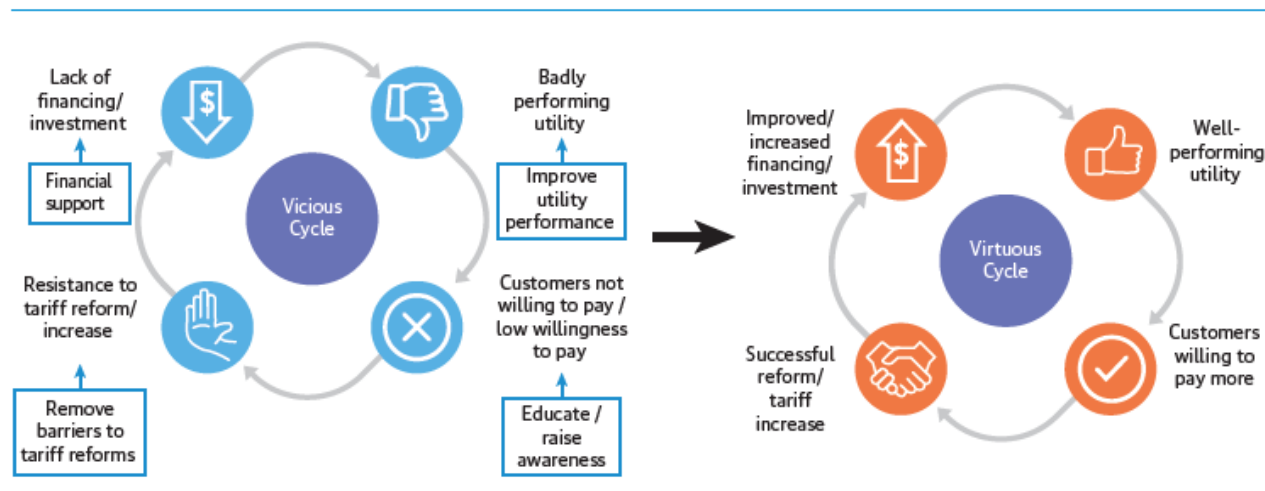 Lack of
financing/
investment
$
Badly
performing
utility
Financial
support
Improve
utility
performance
Vicious
Cycle
Resistance to
tariff reform/
increase
Customers not
willing to pay /
low willingness
to pay
Remove
barriers to
tariff reforms
Educate /
raise
awareness
Improved/
increased
financing/
investment
$
Well-
performing
utility
Virtuous
Cycle
Successful
reform/
tariff
increase
Customers
willing to
pay more